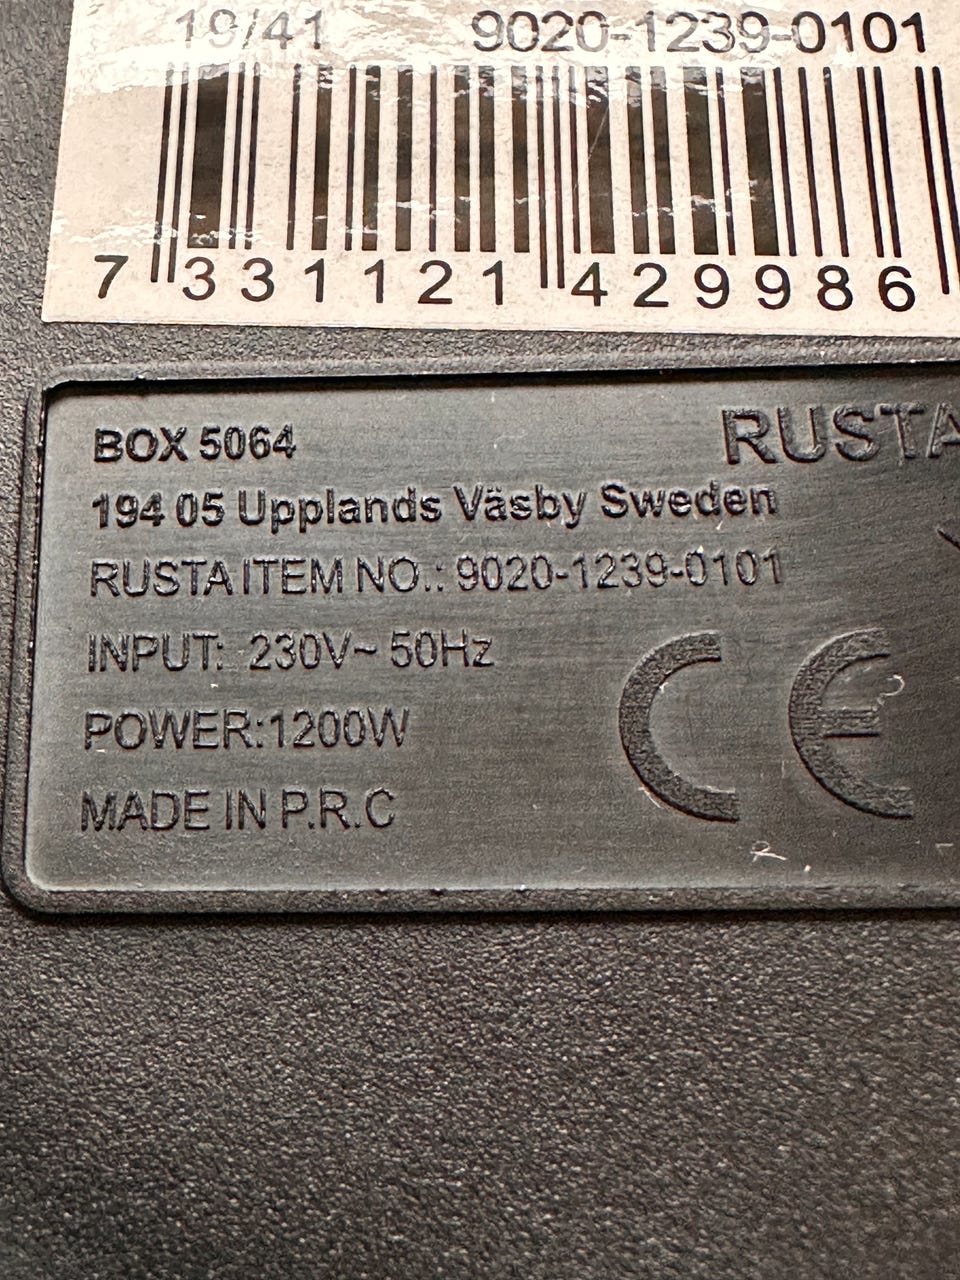 19/41 9020-1239-0101
7 331121 429986
RUSTA
BOX 5064
194 05 Upplands Väsby Sweden
RUSTA ITEM NO.: 9020-1239-0101
INPUT: 230V~ 50Hz
POWER:1200W
MADE IN P.R.C
CE